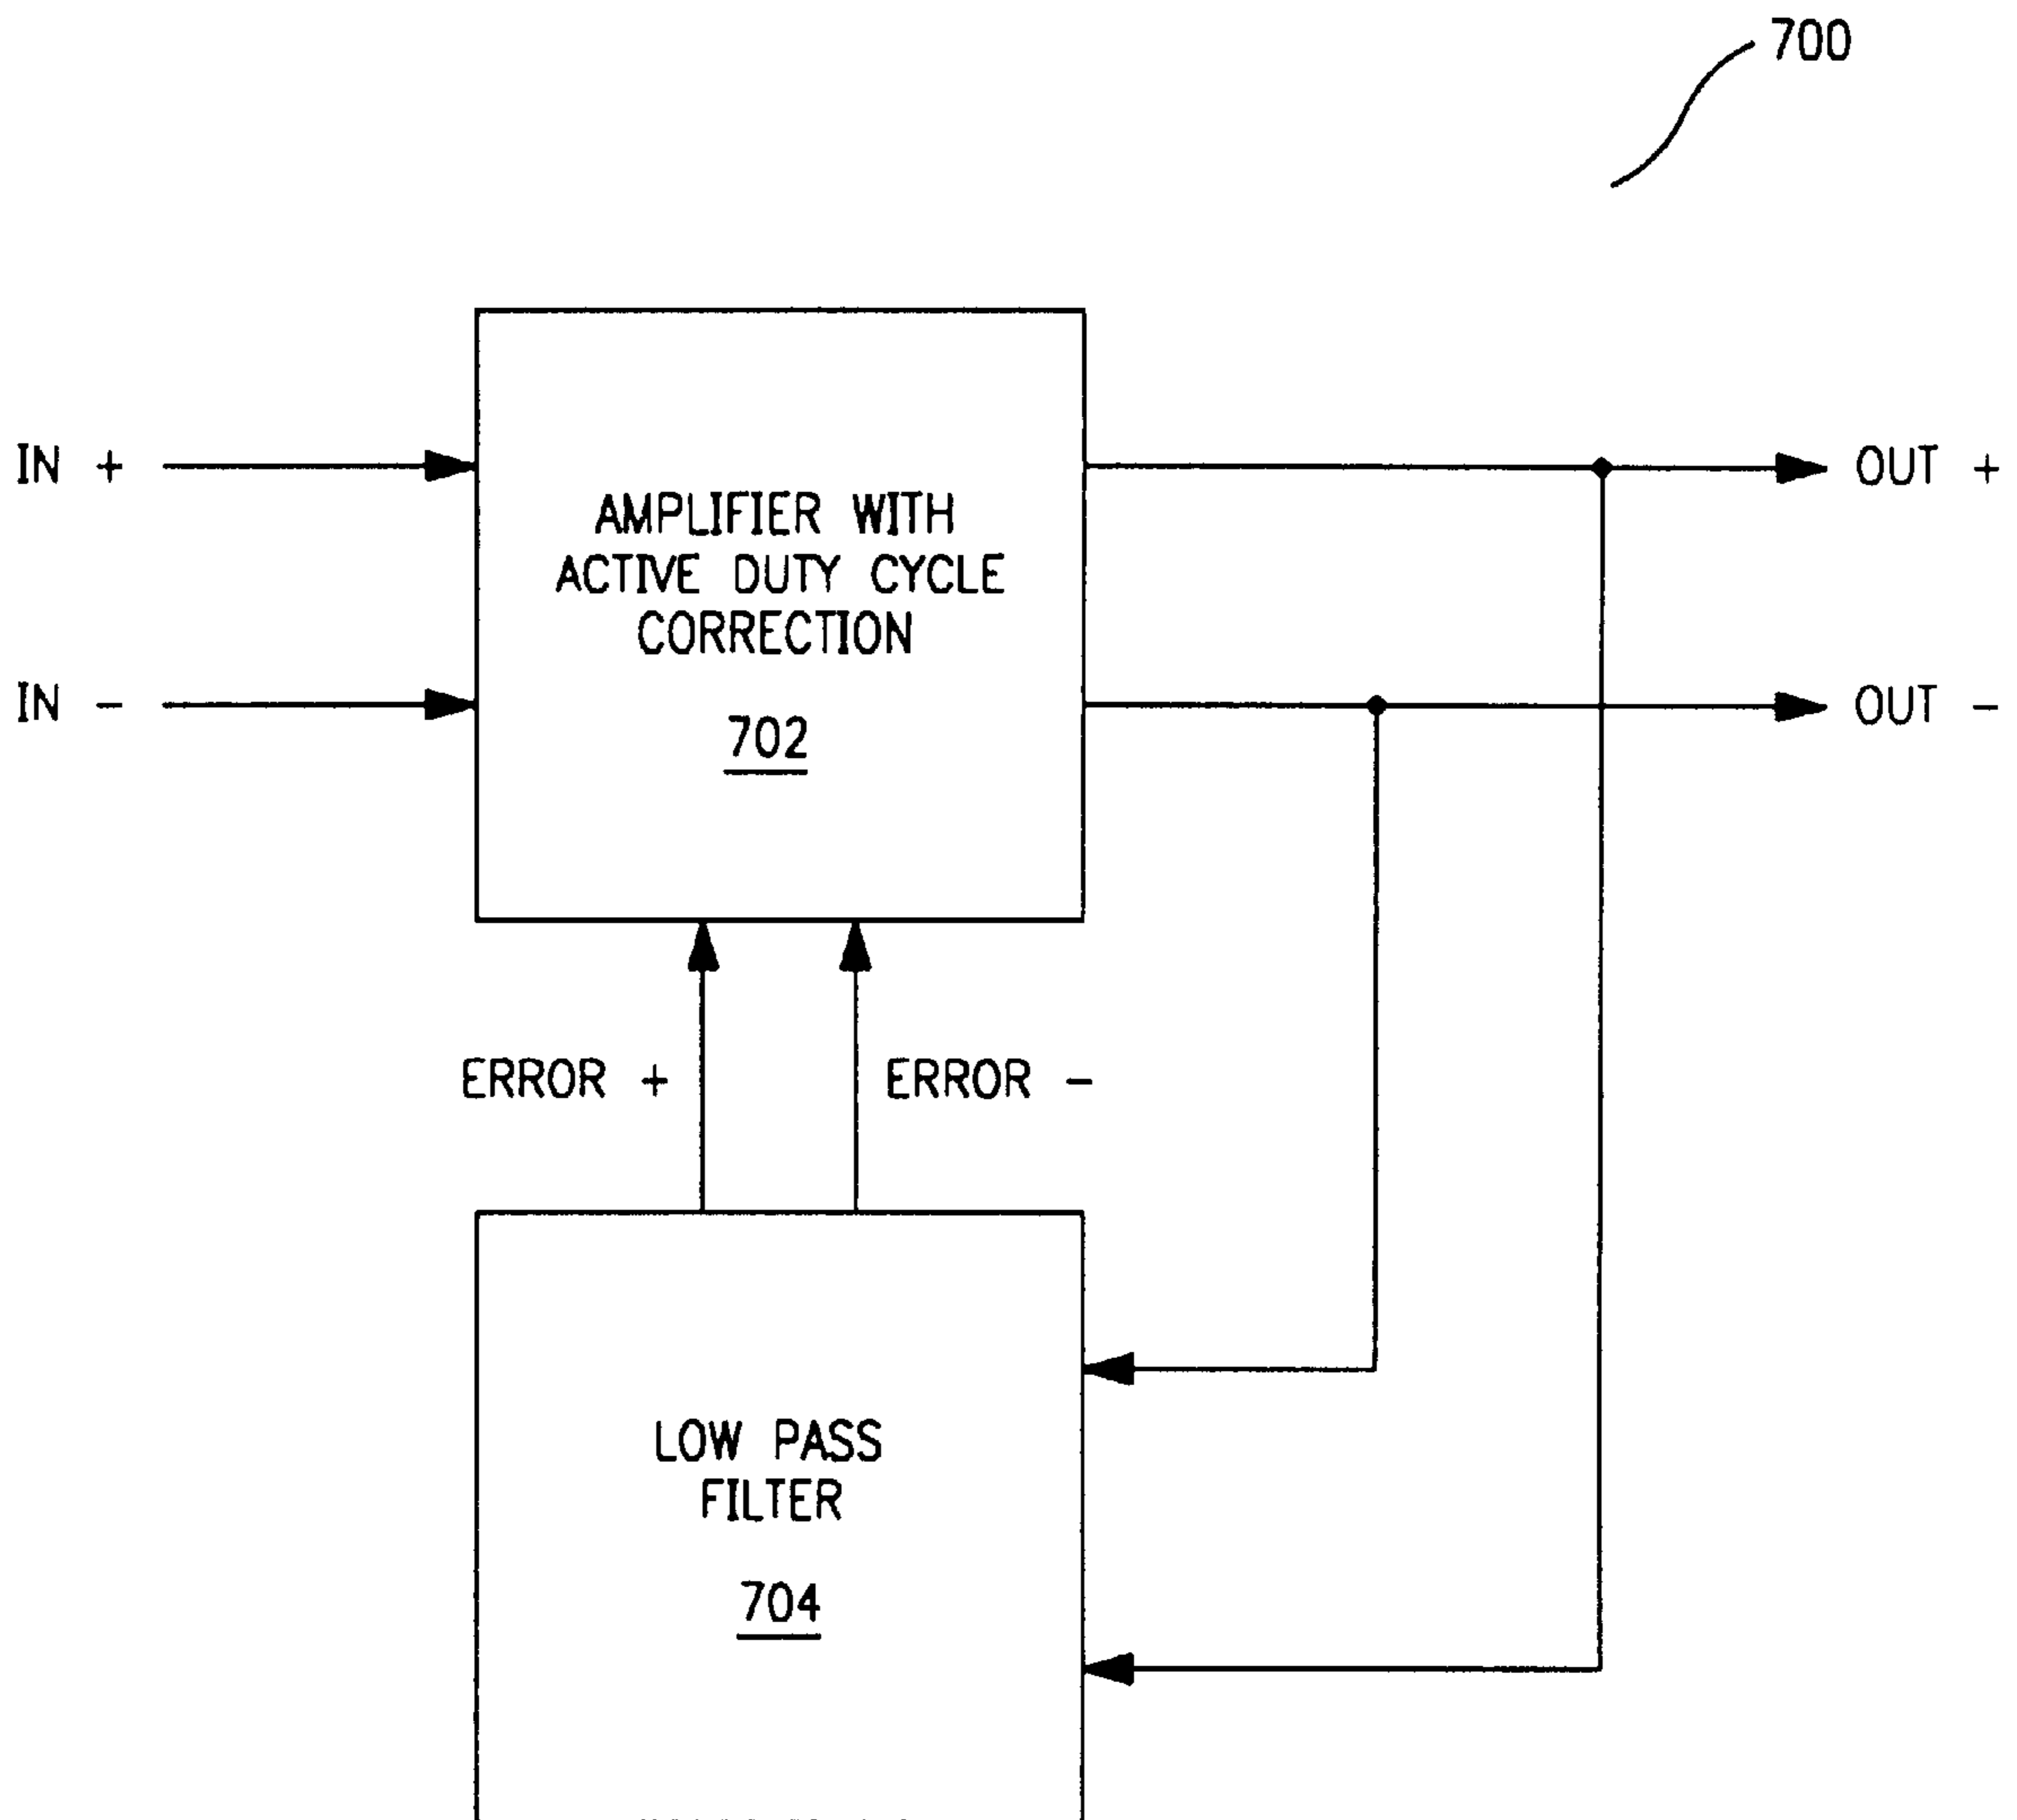 700
IN +
AMPLIFIER WITH
ACTIVE DUTY CYCLE
CORRECTION
702
IN -
OUT +
OUT -
ERROR +
ERROR -
LOW PASS
FILTER
704